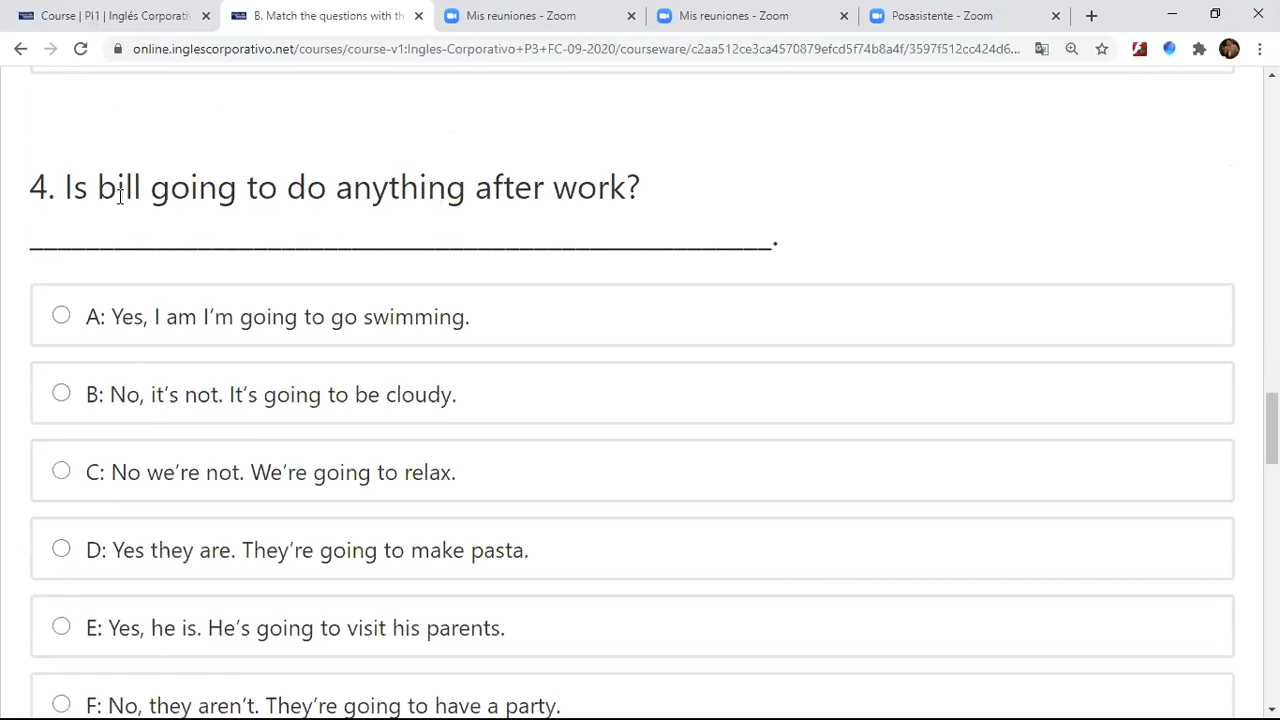 Course | PI1 | Inglés Corporati
B. Match the questions with th
Mis reuniones - Zoom
Mis reuniones - Zoom
Posasistente - Zoom
online.inglescorporativo.net/courses/course-v1:Ingles-Corporativo+P3+FC-09-2020/courseware/c2aa512ce3ca4570879efcd5f74b8a4f/3597f512cc424d6...
4. Is bill going to do anything after work?
_____________________________________________________.
A: Yes, I am I’m going to go swimming.
B: No, it’s not. It’s going to be cloudy.
C: No we’re not. We’re going to relax.
D: Yes they are. They’re going to make pasta.
E: Yes, he is. He’s going to visit his parents.
F: No, they aren’t. They’re going to have a party.